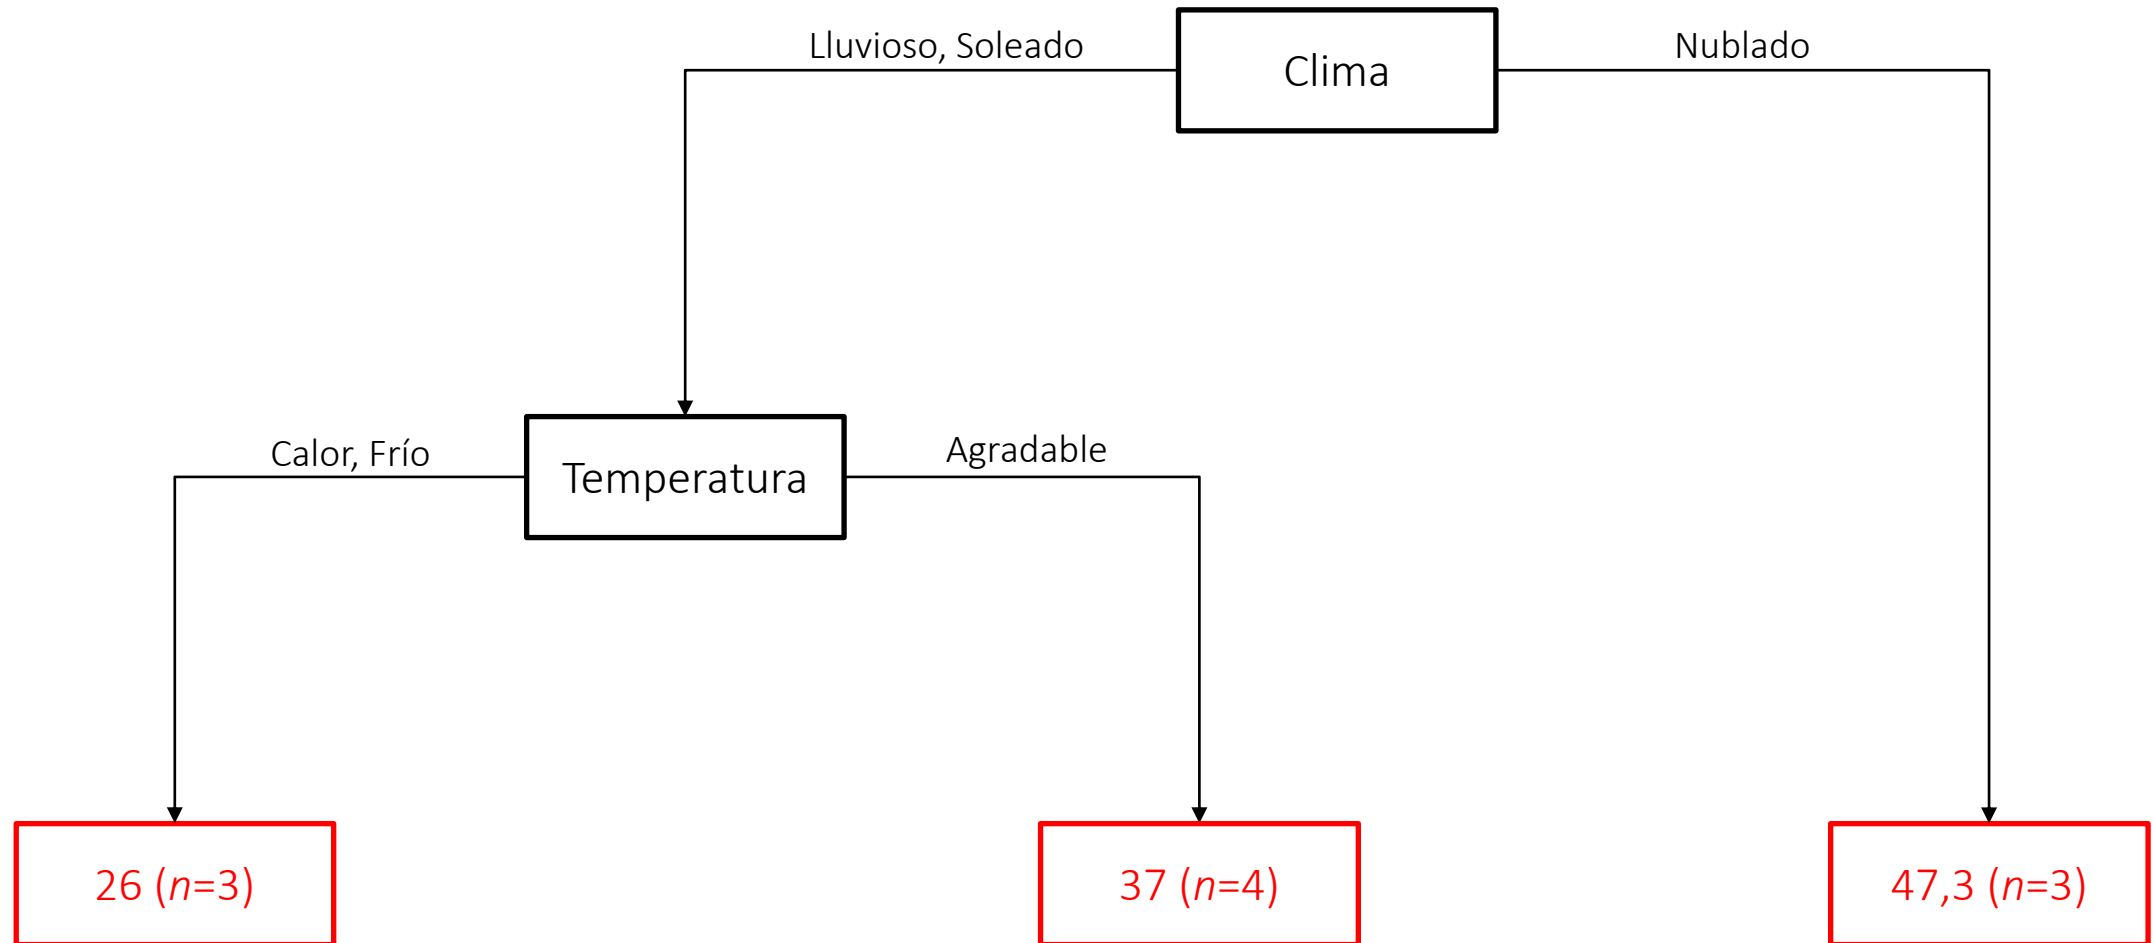 Lluvioso, Soleado
Clima
Nublado
Calor, Frío
Temperatura
Agradable
26 (n=3)
37 (n=4)
47,3 (n=3)